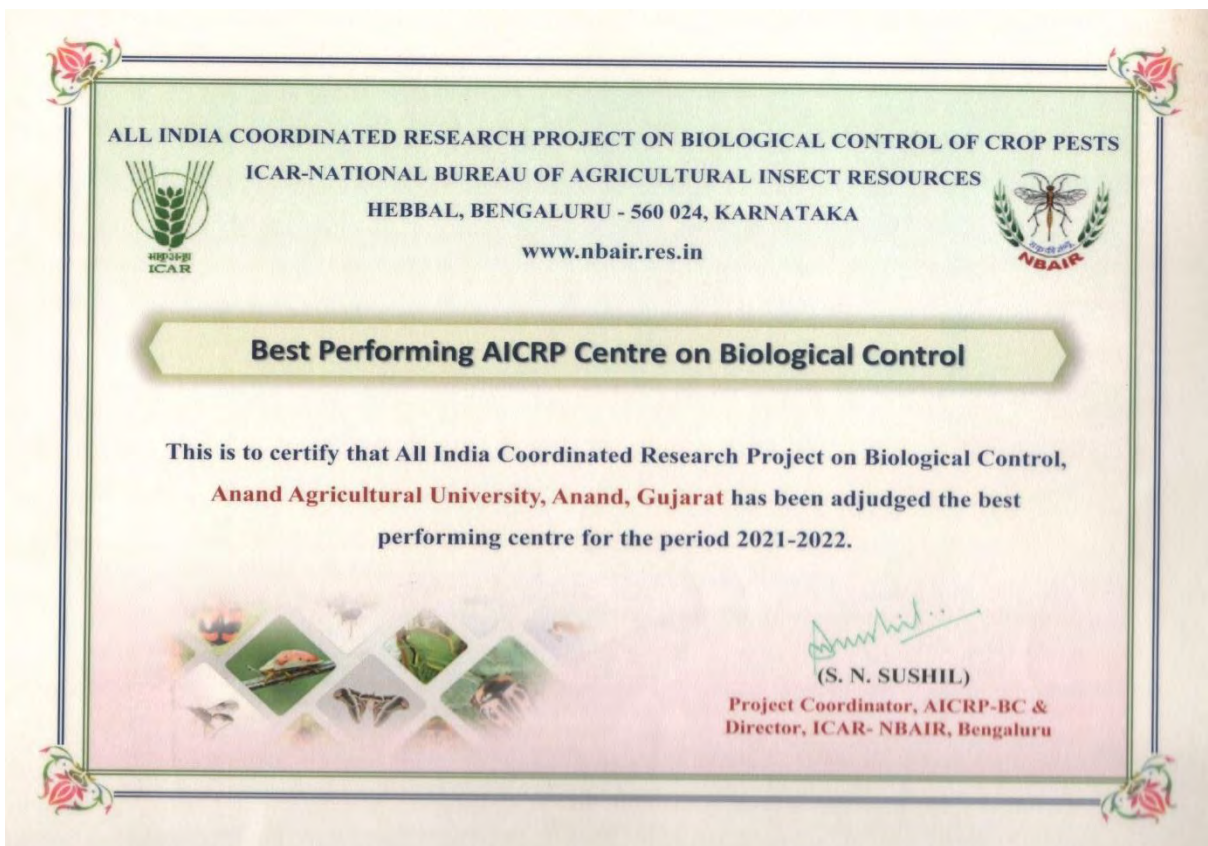 ALL INDIA COORDINATED RESEARCH PROJECT ON BIOLOGICAL CONTROL OF CROP PESTS
ICAR-NATIONAL BUREAU OF AGRICULTURAL INSECT RESOURCES
HEBBAL, BENGALURU - 560 024, KARNATAKA
www.nbair.res.in
भाकृअनुप
ICAR
NBAIR
Best Performing AICRP Centre on Biological Control
This is to certify that All India Coordinated Research Project on Biological Control,
Anand Agricultural University, Anand, Gujarat has been adjudged the best
performing centre for the period 2021-2022.
(S. N. SUSHIL)
Project Coordinator, AICRP-BC &
Director, ICAR- NBAIR, Bengaluru